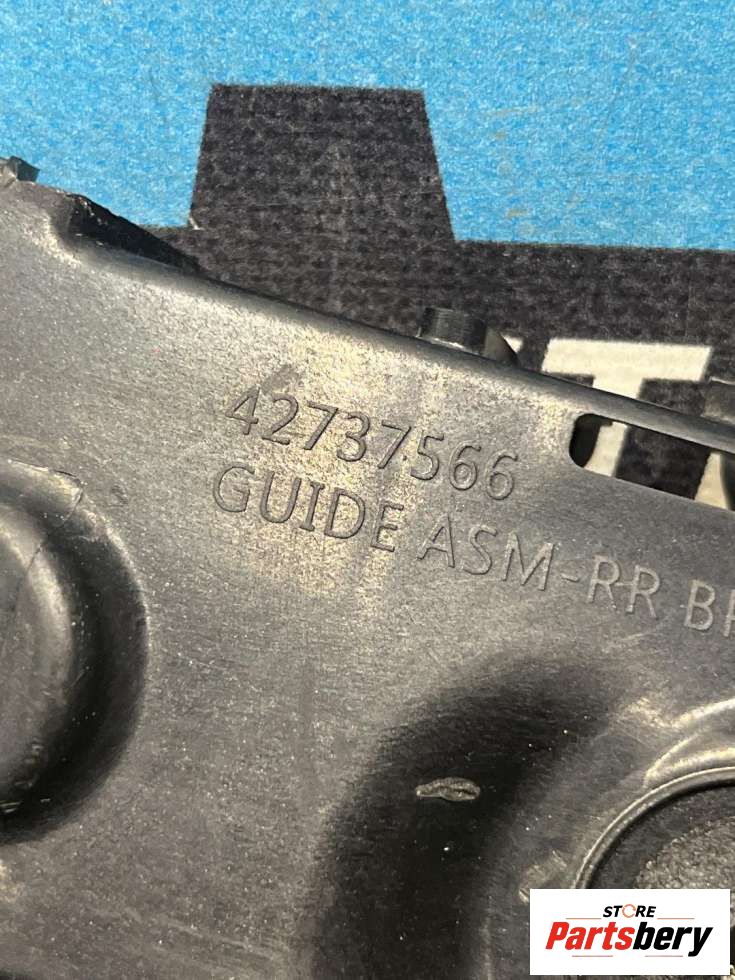 42737566
GUIDE ASM-RR
STORE
Partsbery